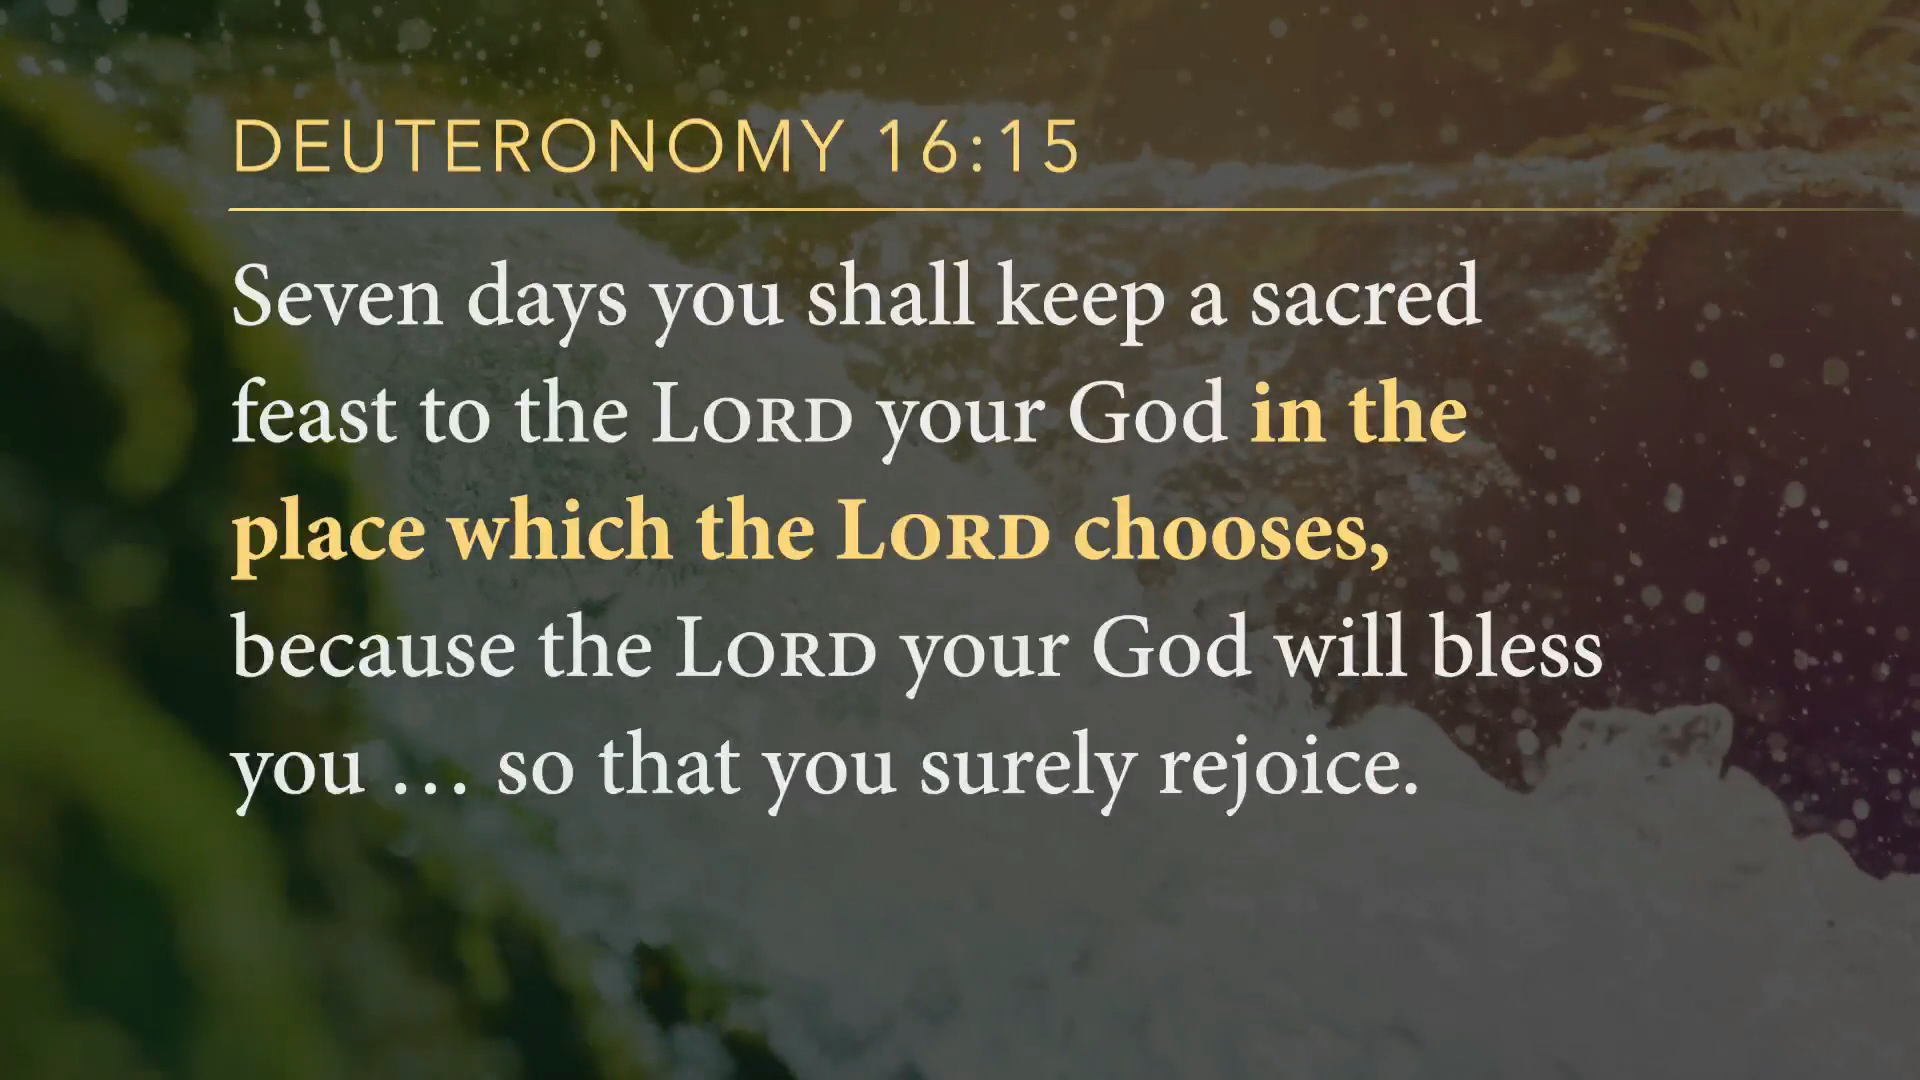 DEUTERONOMY 16:15
Seven days you shall keep a sacred
feast to the LORD your God in the
place which the LORD chooses,
because the LORD your God will bless
you … so that you surely rejoice.